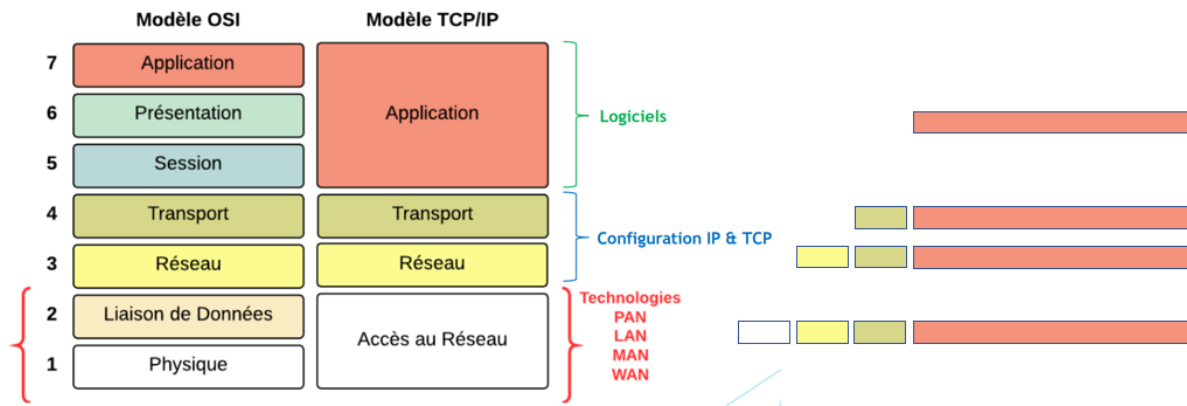 Modèle OSI
Modèle TCP/IP
7
Application
6
Présentation
5
Session
Application
Logiciels
4
Transport
Transport
3
Réseau
Réseau
Configuration IP & TCP
2
Liaison de Données
1
Physique
Accès au Réseau
Technologies
PAN
LAN
MAN
WAN